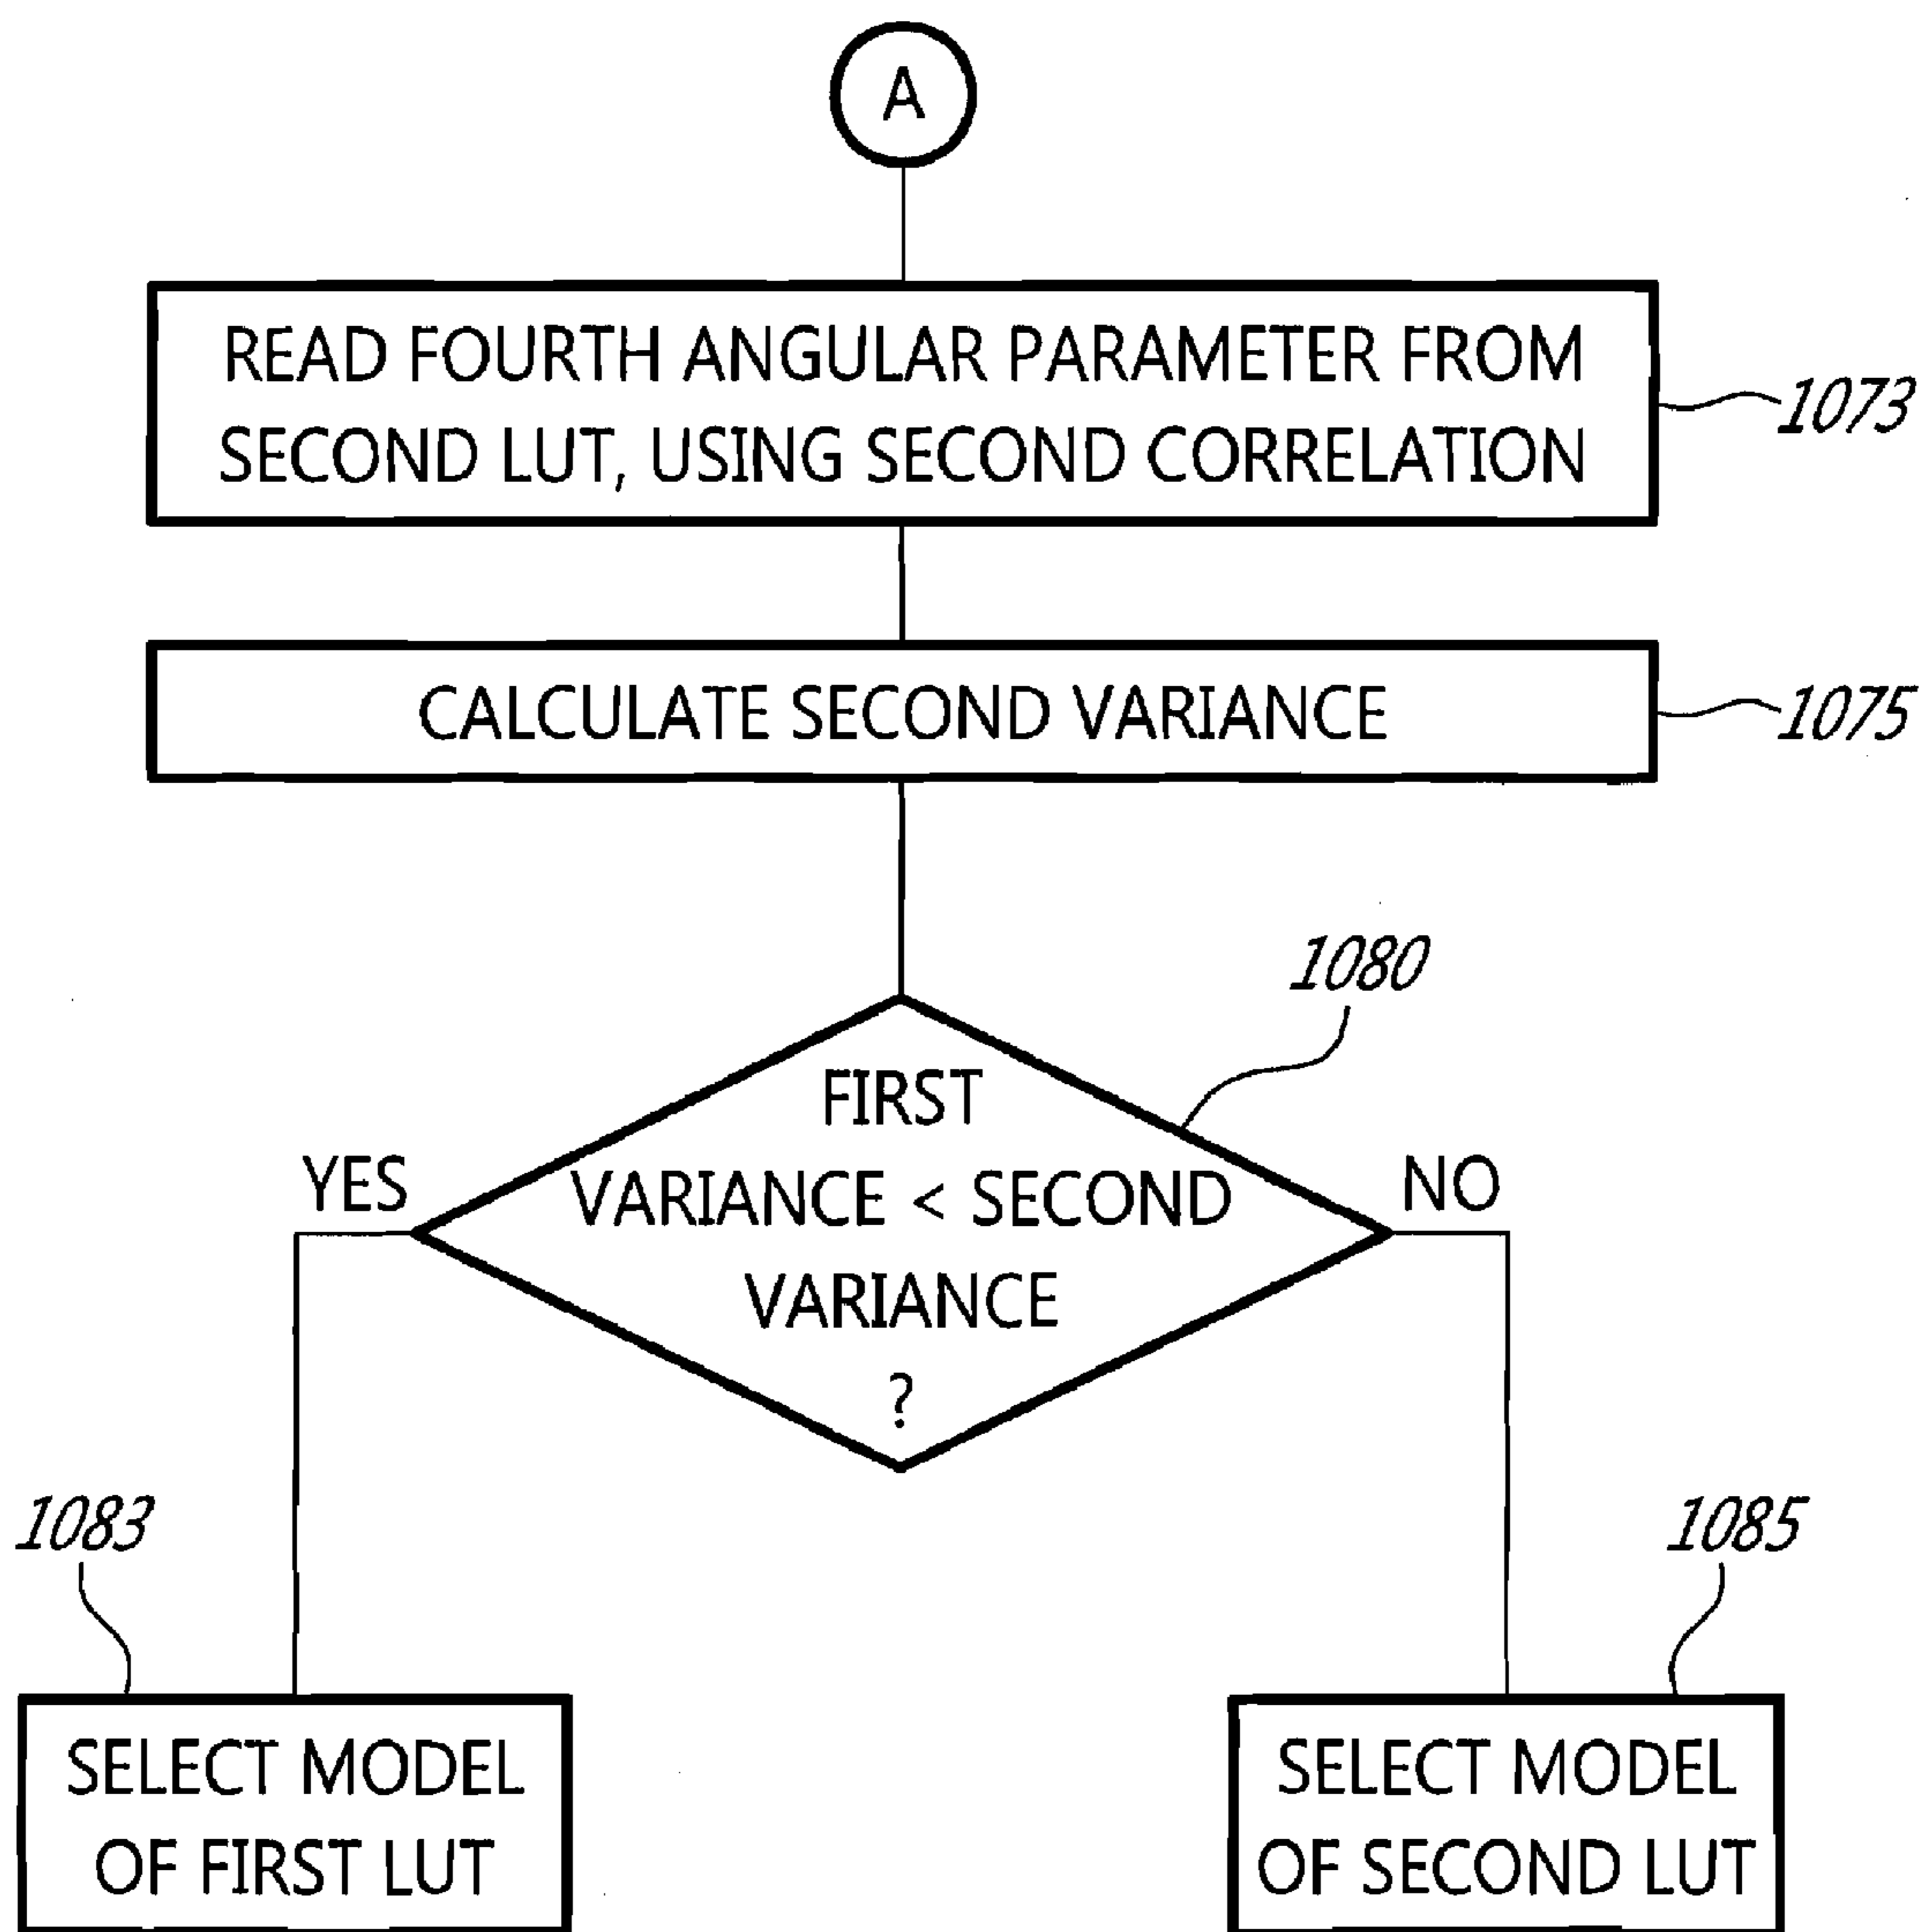 A
READ FOURTH ANGULAR PARAMETER FROM
SECOND LUT, USING SECOND CORRELATION
1073
CALCULATE SECOND VARIANCE
1075
1080
FIRST
VARIANCE < SECOND
VARIANCE
?
YES
NO
1083
1085
SELECT MODEL
OF FIRST LUT
SELECT MODEL
OF SECOND LUT